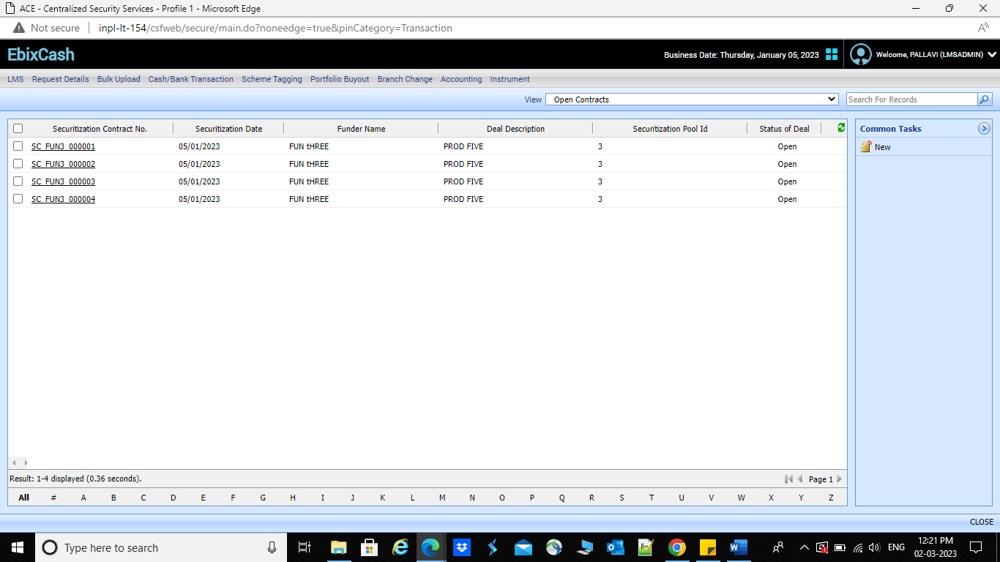 ACE - Centralized Security Services - Profile 1 - Microsoft Edge
Not secure inpl-lt-154/csfweb/secure/main.do?noneedge=true&pinCategory=Transaction
EbixCash Business Date: Thursday, January 05, 2023 Welcome, PALLAVI (LMSADMIN)
LMS Request Details Bulk Upload Cash/Bank Transaction Scheme Tagging Portfolio Buyout Branch Change Accounting Instrument
View Open Contracts Search For Records
Securitization Contract No. Securitization Date Funder Name Deal Description Securitization Pool Id Status of Deal Common Tasks
SC_FUN3_000001 05/01/2023 FUN tHREE PROD FIVE 3 Open New
SC_FUN3_000002 05/01/2023 FUN tHREE PROD FIVE 3 Open
SC_FUN3_000003 05/01/2023 FUN tHREE PROD FIVE 3 Open
SC_FUN3_000004 05/01/2023 FUN tHREE PROD FIVE 3 Open
Result: 1-4 displayed (0.36 seconds). Page 1
All # A B C D E F G H I J K L M N O P Q R S T U V W X Y Z
CLOSE
Type here to search ENG 12:21 PM
02-03-2023